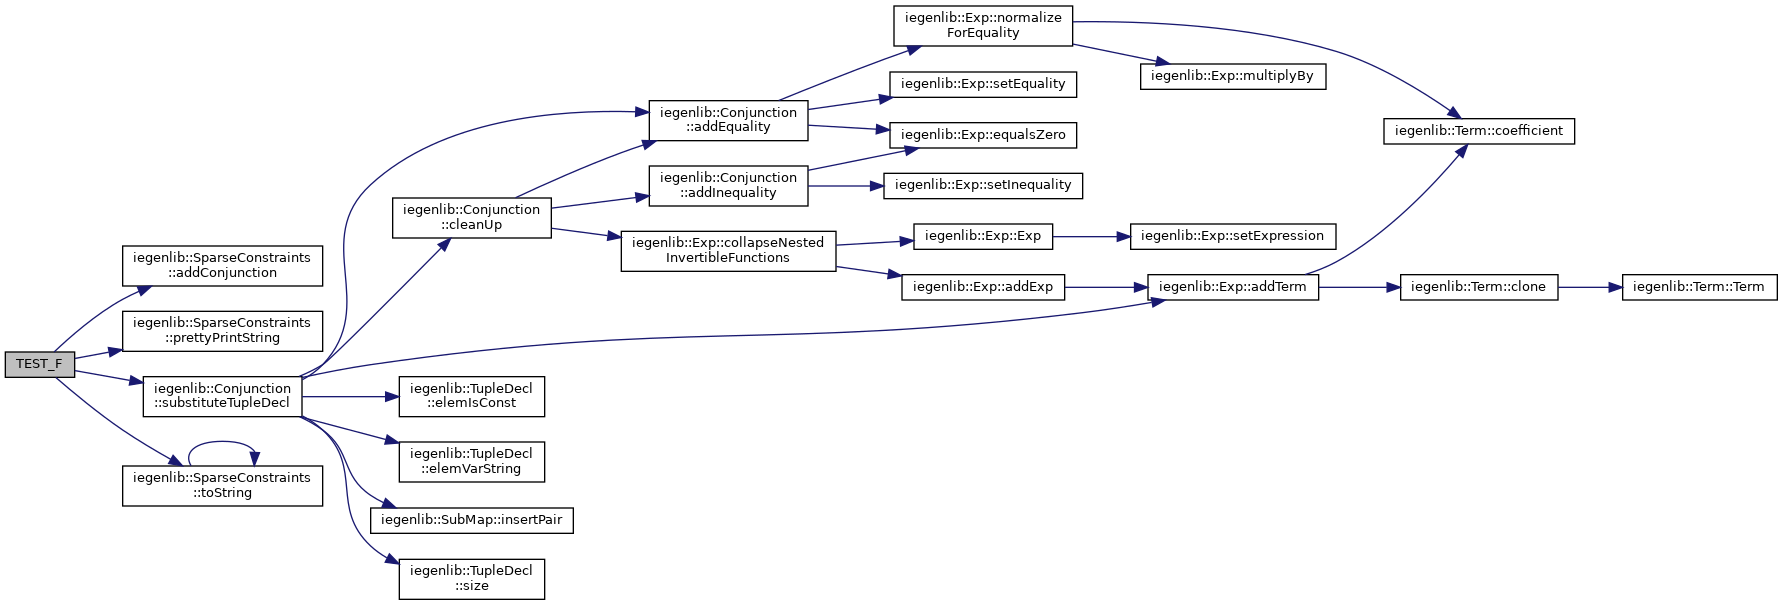 TEST_F
iegenlib::SparseConstraints
::addConjunction
iegenlib::SparseConstraints
::prettyPrintString
iegenlib::Conjunction
::substituteTupleDecl
iegenlib::SparseConstraints
::toString
iegenlib::Conjunction
::cleanUp
iegenlib::TupleDecl
::elemIsConst
iegenlib::TupleDecl
::elemVarString
iegenlib::SubMap::insertPair
iegenlib::TupleDecl
::size
iegenlib::Conjunction
::addEquality
iegenlib::Conjunction
::addInequality
iegenlib::Exp::collapseNested
InvertibleFunctions
iegenlib::Exp::normalize
ForEquality
iegenlib::Exp::setEquality
iegenlib::Exp::equalsZero
iegenlib::Exp::setInequality
iegenlib::Exp::Exp
iegenlib::Exp::addExp
iegenlib::Exp::multiplyBy
iegenlib::Exp::setExpression
iegenlib::Exp::addTerm
iegenlib::Term::coefficient
iegenlib::Term::clone
iegenlib::Term::Term